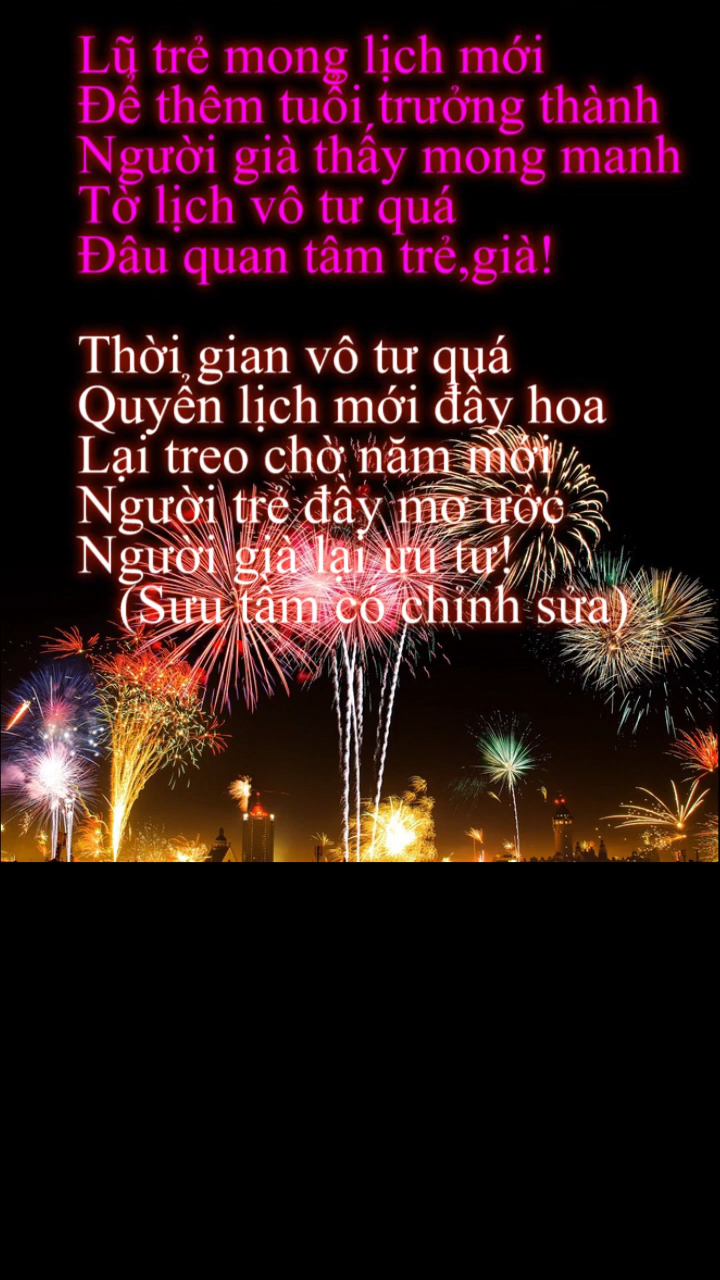 Lũ trẻ mong lịch mới
Để thêm tuổi trưởng thành
Người già thấy mong manh
Tờ lịch vô tư quá
Đâu quan tâm trẻ,già!
Thời gian vô tư quá
Quyển lịch mới đầy hoa
Lại treo chờ năm mới
Người trẻ đầy mơ ước
Người già lại ưu tư!
(Sưu tầm có chỉnh sửa)